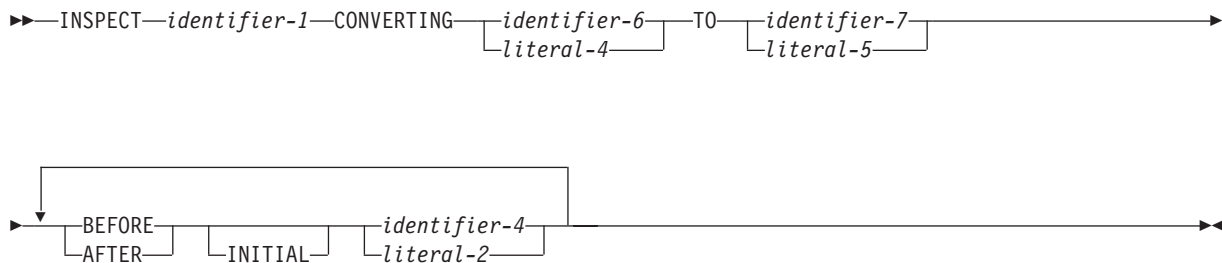 INSPECT identifier-1 CONVERTING identifier-6 TO identifier-7
literal-4 literal-5
BEFORE identifier-4
AFTER INITIAL literal-2